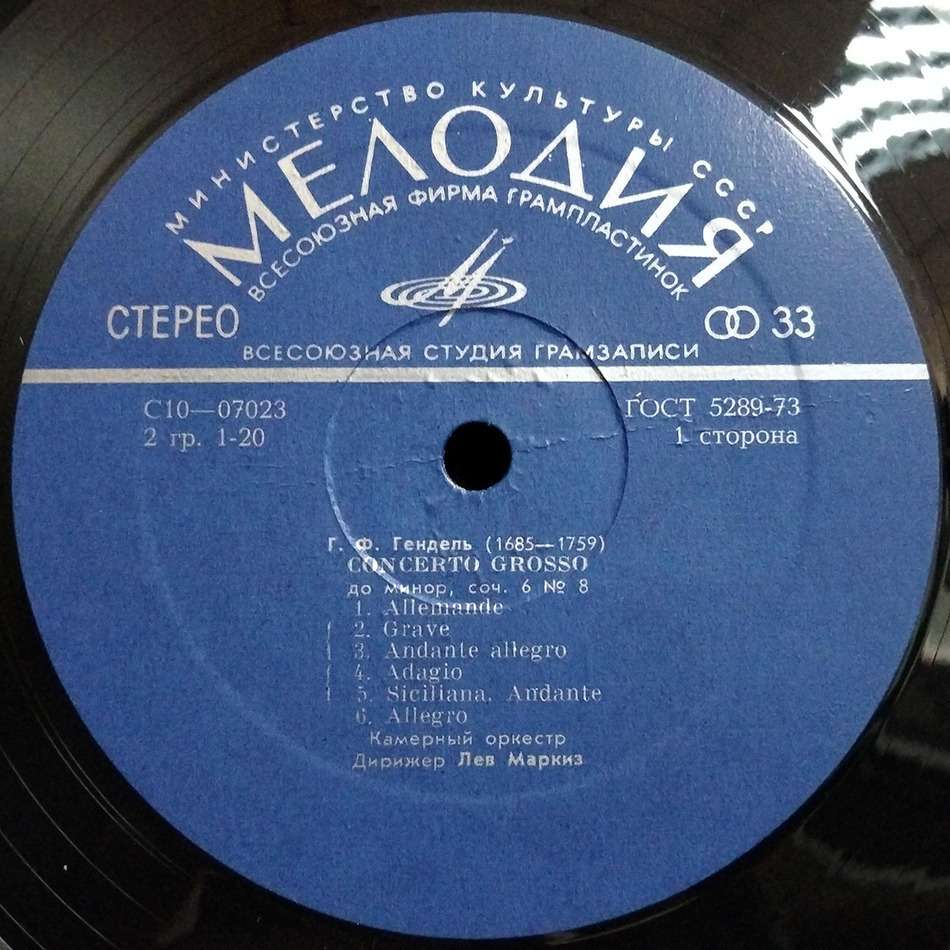 МИНИСТЕРСТВО КУЛЬТУРЫ СССР
МЕЛОДИЯ
ВСЕСОЮЗНАЯ ФИРМА ГРАМПЛАСТИНОК
СТЕРЕО
33
ВСЕСОЮЗНАЯ СТУДИЯ ГРАМЗАПИСИ
С10—07023
ГОСТ 5289-73
2 гр. 1-20
1 сторона
Г. Ф. Гендель (1685—1759)
CONCERTO GROSSO
до минор, соч. 6 № 8
1. Allemande
2. Grave
3. Andante allegro
4. Adagio
5. Siciliana. Andante
6. Allegro
Камерный оркестр
Дирижер Лев Маркиз